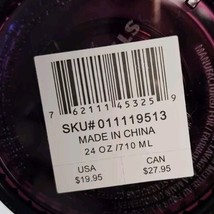 7 62111 45325 9
SKU# 011119513
MADE IN CHINA
24 OZ / 710 ML
USA CAN
$19.95 $27.95